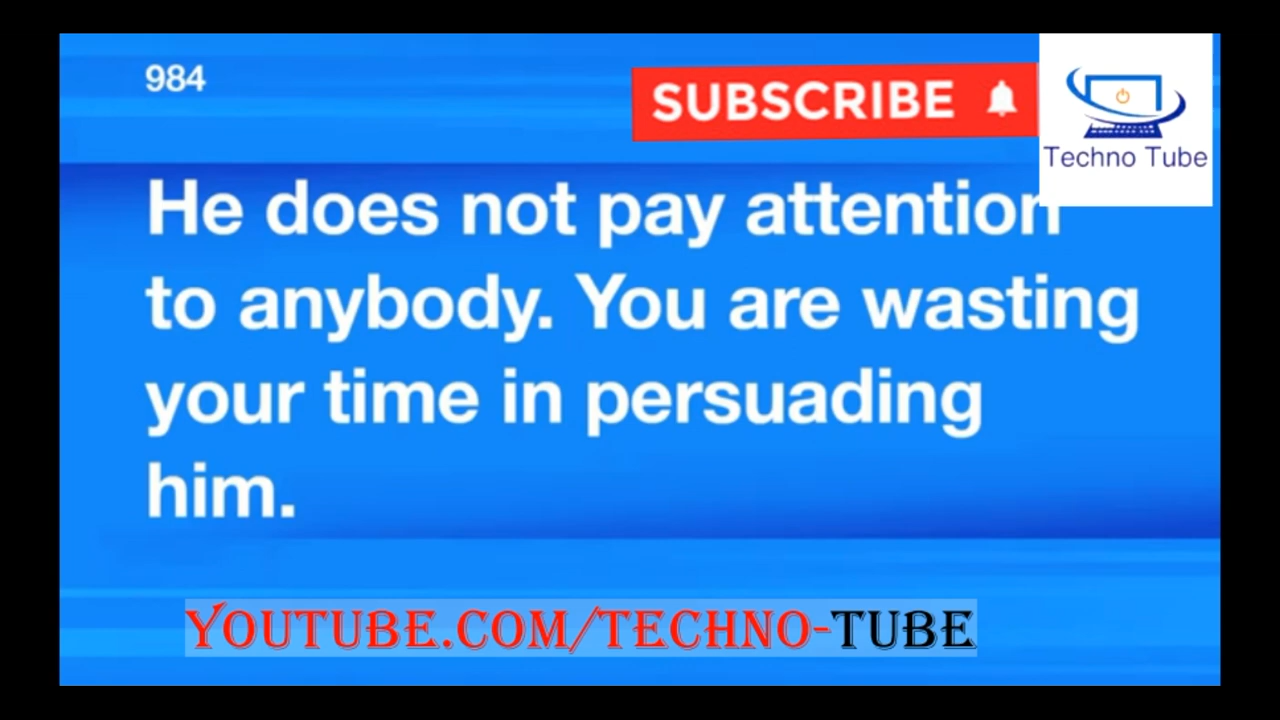 984
SUBSCRIBE
Techno Tube
He does not pay attention
to anybody. You are wasting
your time in persuading
him.
YOUTUBE.COM/TECHNO-TUBE